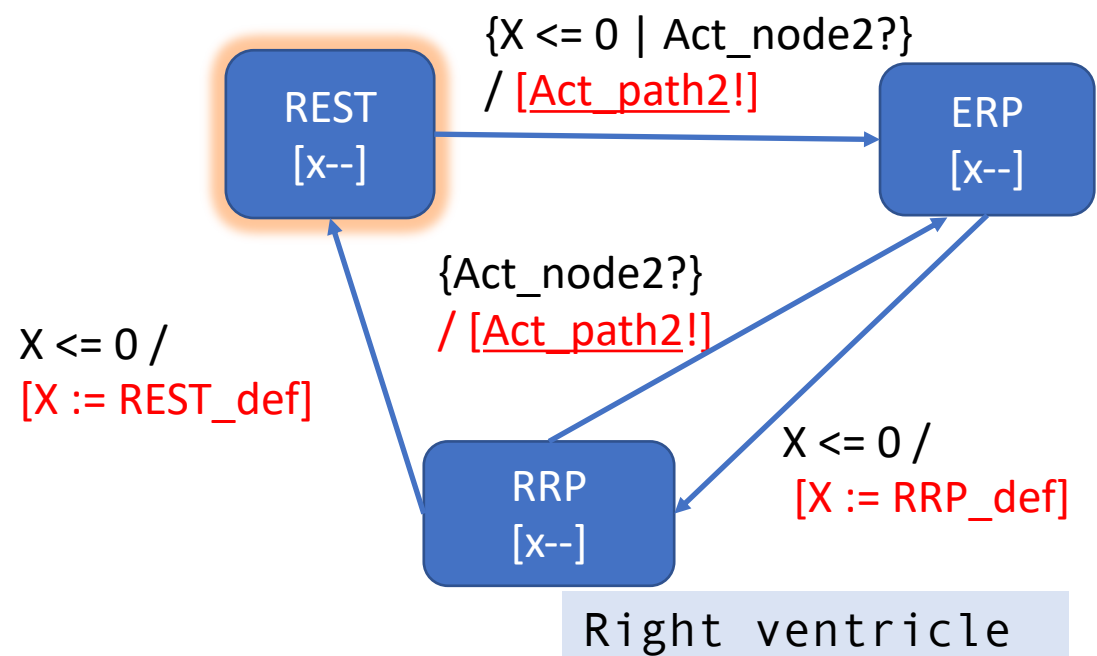 {X <= 0 | Act_node2?}
/ [Act_path2!]
REST
[x--]
ERP
[x--]
{Act_node2?}
/ [Act_path2!]
X <= 0 /
[X := REST_def]
X <= 0 /
[X := RRP_def]
RRP
[x--]
Right ventricle